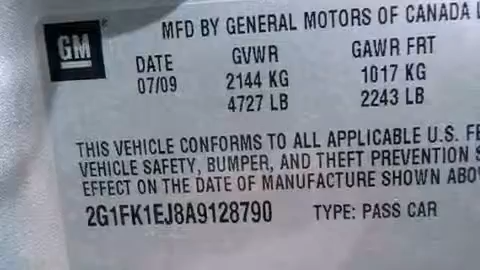 GM
MFD BY GENERAL MOTORS OF CANADA
DATE GVWR GAWR FRT
07/09 2144 KG 1017 KG
4727 LB 2243 LB
THIS VEHICLE CONFORMS TO ALL APPLICABLE U.S. FE
VEHICLE SAFETY, BUMPER, AND THEFT PREVENTION S
EFFECT ON THE DATE OF MANUFACTURE SHOWN ABO
2G1FK1EJ8A9128790 TYPE: PASS CAR